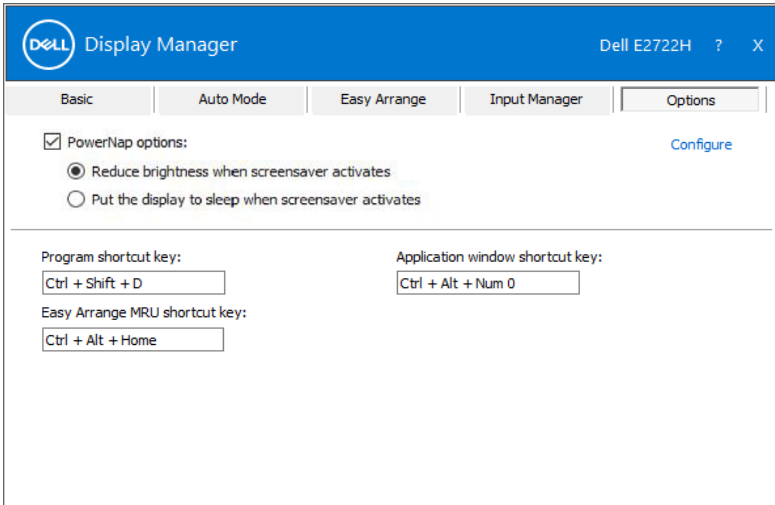 DELL Display Manager Dell E2722H ? X
Basic Auto Mode Easy Arrange Input Manager Options
PowerNap options: Configure
Reduce brightness when screensaver activates
Put the display to sleep when screensaver activates
Program shortcut key: Application window shortcut key:
Ctrl + Shift + D Ctrl + Alt + Num 0
Easy Arrange MRU shortcut key:
Ctrl + Alt + Home